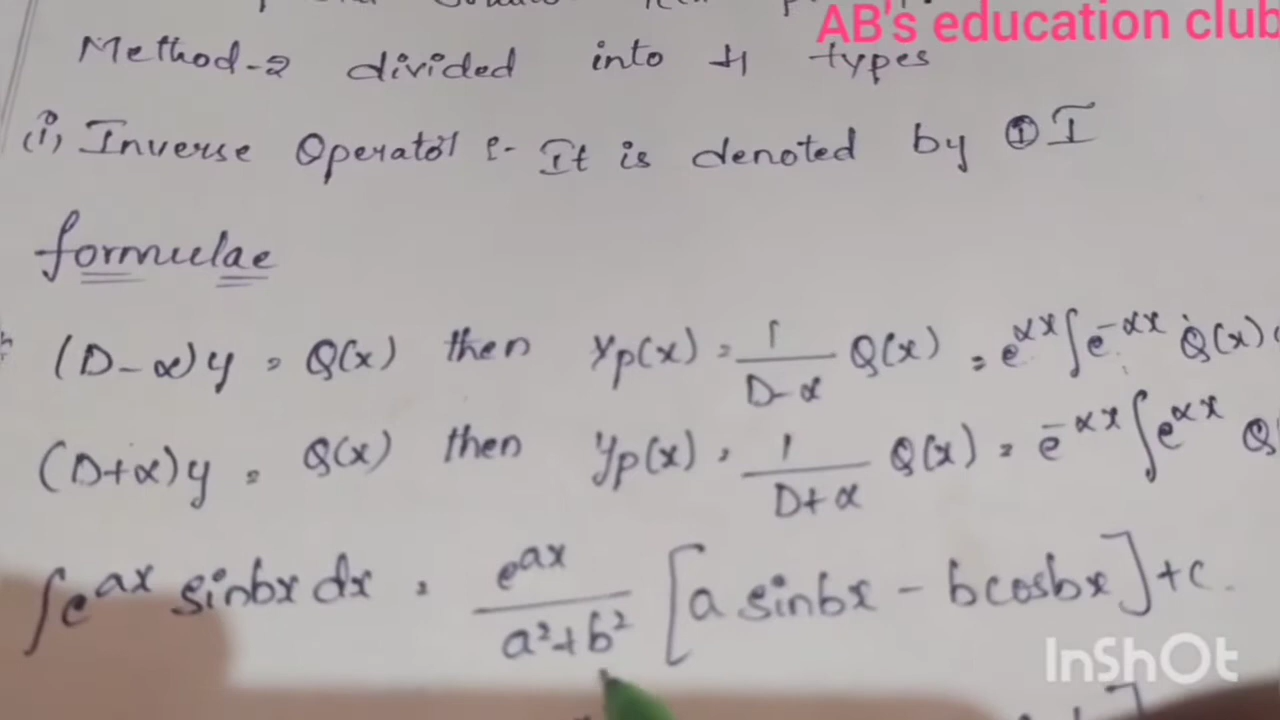 AB's education club
Method-2 divided into 4 types
(i) Inverse Operator :- It is denoted by ① I
formulae
(D-α)y = Q(x) then yp(x) = 1/(D-α) Q(x) = e^{αx}∫e^{-αx} Q(x)
(D+α)y = Q(x) then yp(x) = 1/(D+α) Q(x) = e^{-αx}∫e^{αx} Q
∫e^{ax} sinbx dx = e^{ax}/(a²+b²) [a sinbx - b cosbx] + c.
InShOt